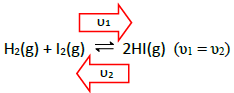 υ1
H2(g) + I2(g) ⇌ 2HI(g) (υ1 = υ2)
υ2